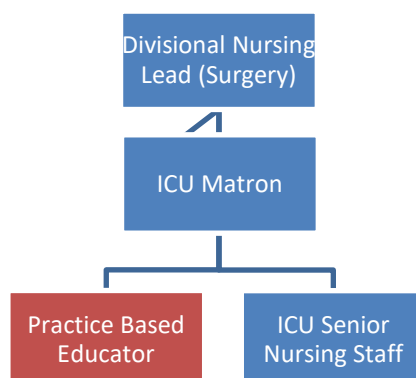 Divisional Nursing
Lead (Surgery)
ICU Matron
Practice Based
Educator
ICU Senior
Nursing Staff